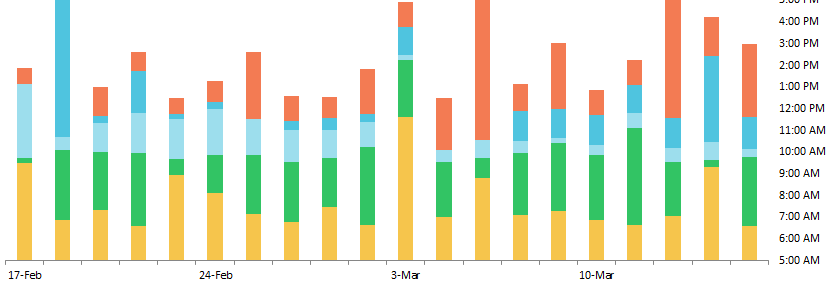 5:00 PM
4:00 PM
3:00 PM
2:00 PM
1:00 PM
12:00 PM
11:00 AM
10:00 AM
9:00 AM
8:00 AM
7:00 AM
6:00 AM
5:00 AM
17-Feb 24-Feb 3-Mar 10-Mar